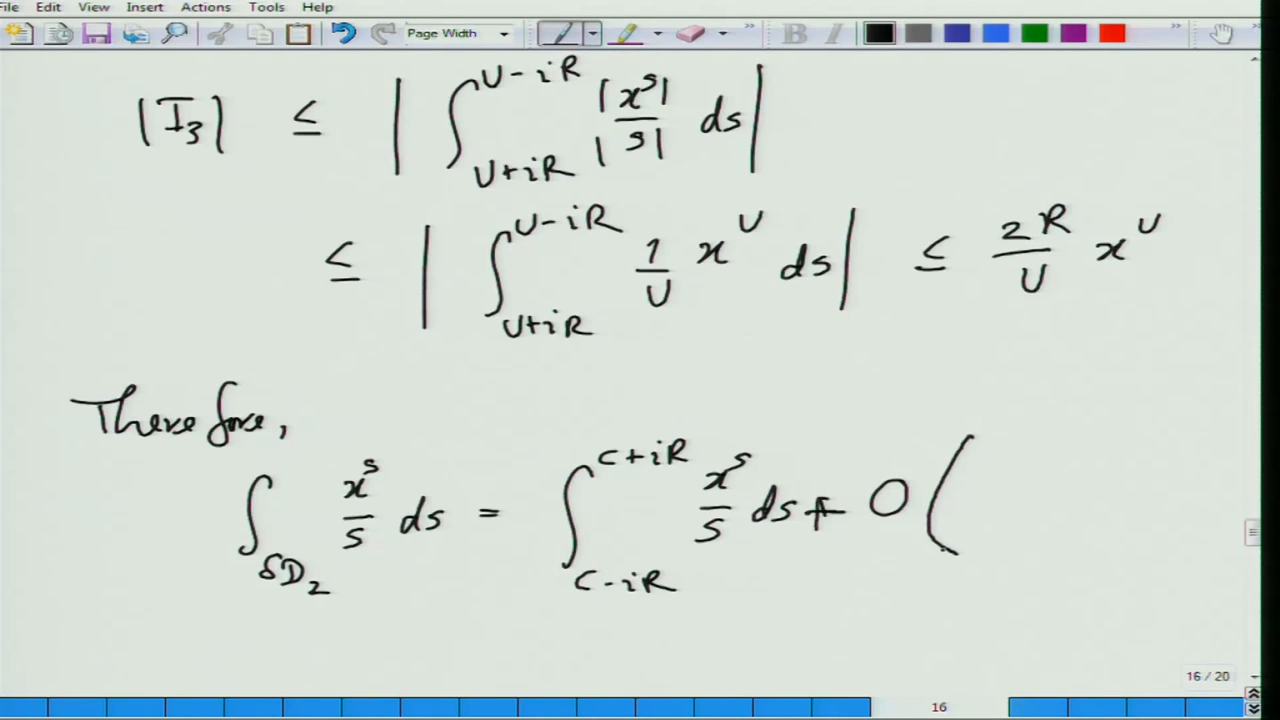 File Edit View Insert Actions Tools Help
Page Width
|I₃| ≤ | ∫_{U+iR}^{U-iR} |x^s|/|s| ds |
≤ | ∫_{U+iR}^{U-iR} 1/U x^U ds | ≤ 2R/U x^U
Therefore,
∫_{δD₂} x^s/s ds = ∫_{C-iR}^{C+iR} x^s/s ds + O (
16 / 20
16